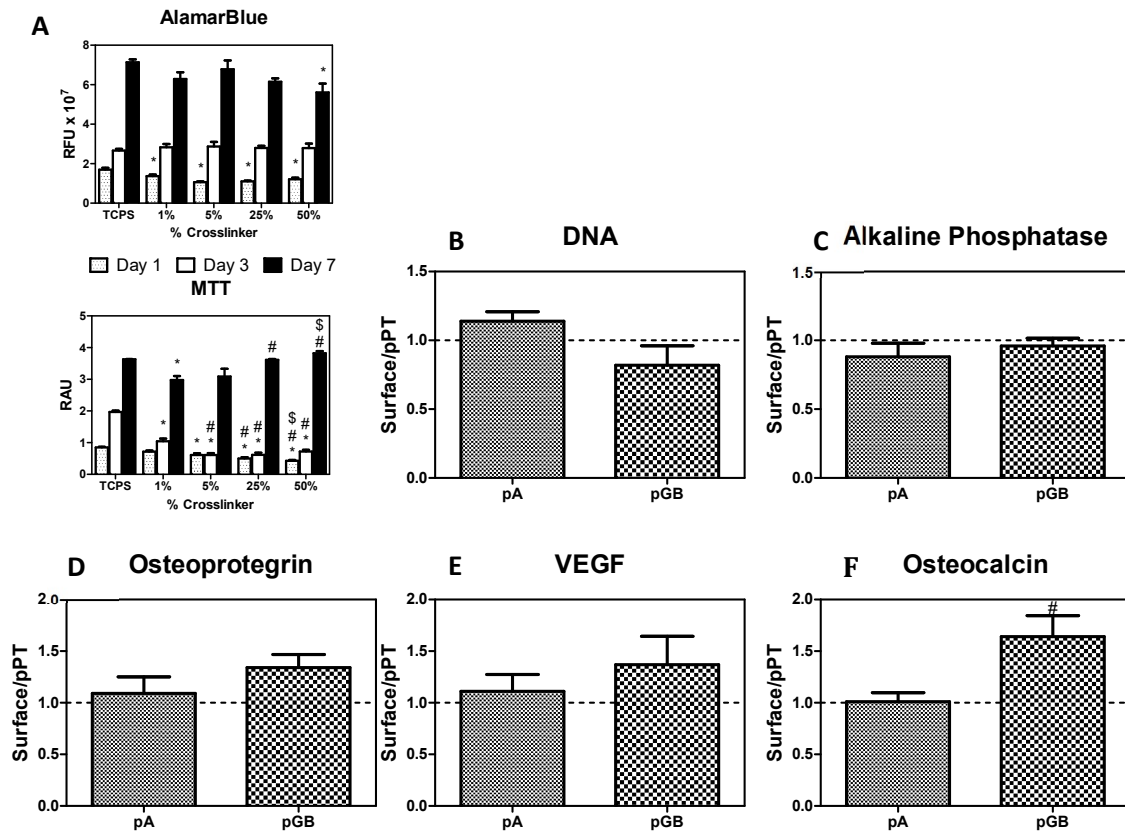 A
AlamarBlue
RFU x 10⁷
8
6
4
2
0
*
*
*
*
*
TCPS 1% 5% 25% 50%
% Crosslinker
Day 1 Day 3 Day 7
MTT
RAU
5
4
3
2
1
0
* * * # * # * # * $ # * # * # $ #
TCPS 1% 5% 25% 50%
% Crosslinker
B DNA
Surface/pPT
1.5
1.0
0.5
0.0
pA pGB
C Alkaline Phosphatase
Surface/pPT
1.5
1.0
0.5
0.0
pA pGB
D Osteoprotegrin
Surface/pPT
2.0
1.5
1.0
0.5
0.0
pA pGB
E VEGF
Surface/pPT
2.0
1.5
1.0
0.5
0.0
pA pGB
F Osteocalcin
Surface/pPT
2.0
1.5
1.0
0.5
0.0
#
pA pGB